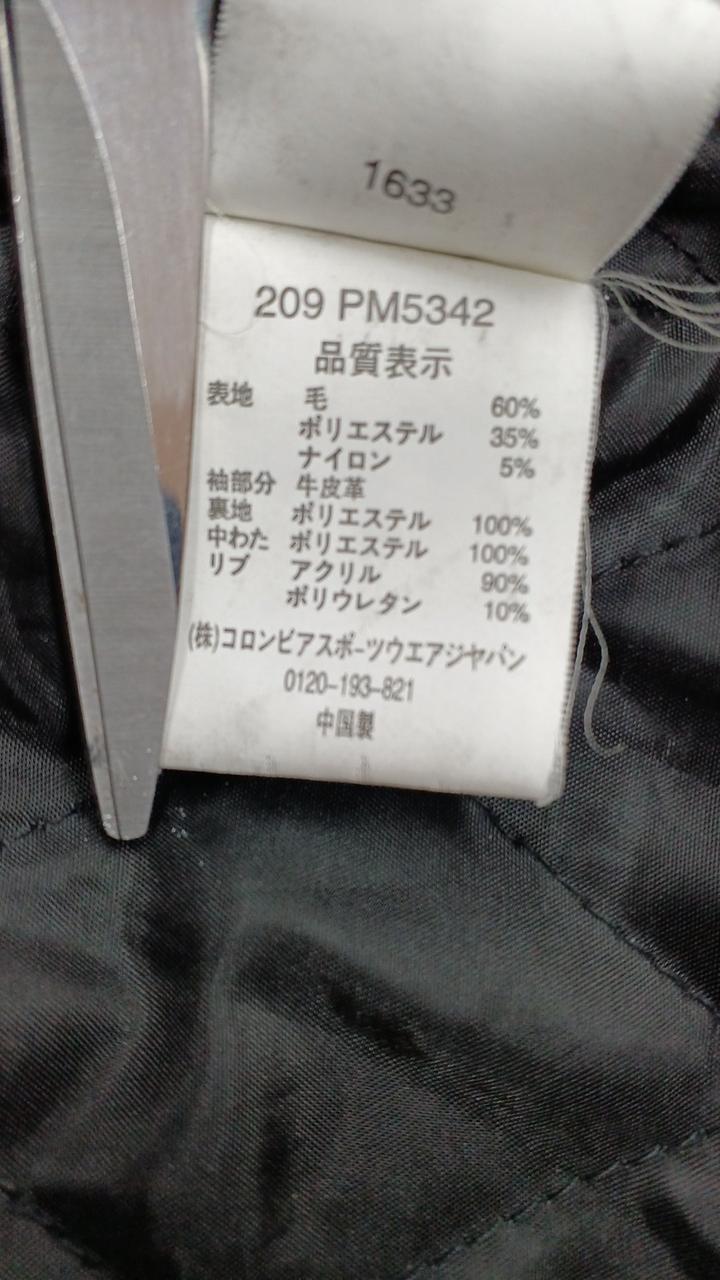 1633
209 PM5342
品質表示
表地 毛 60%
ポリエステル 35%
ナイロン 5%
袖部分 牛皮革
裏地 ポリエステル 100%
中わた ポリエステル 100%
リブ アクリル 90%
ポリウレタン 10%
(株)コロンビアスポーツウエアジャパン
0120-193-821
中国製